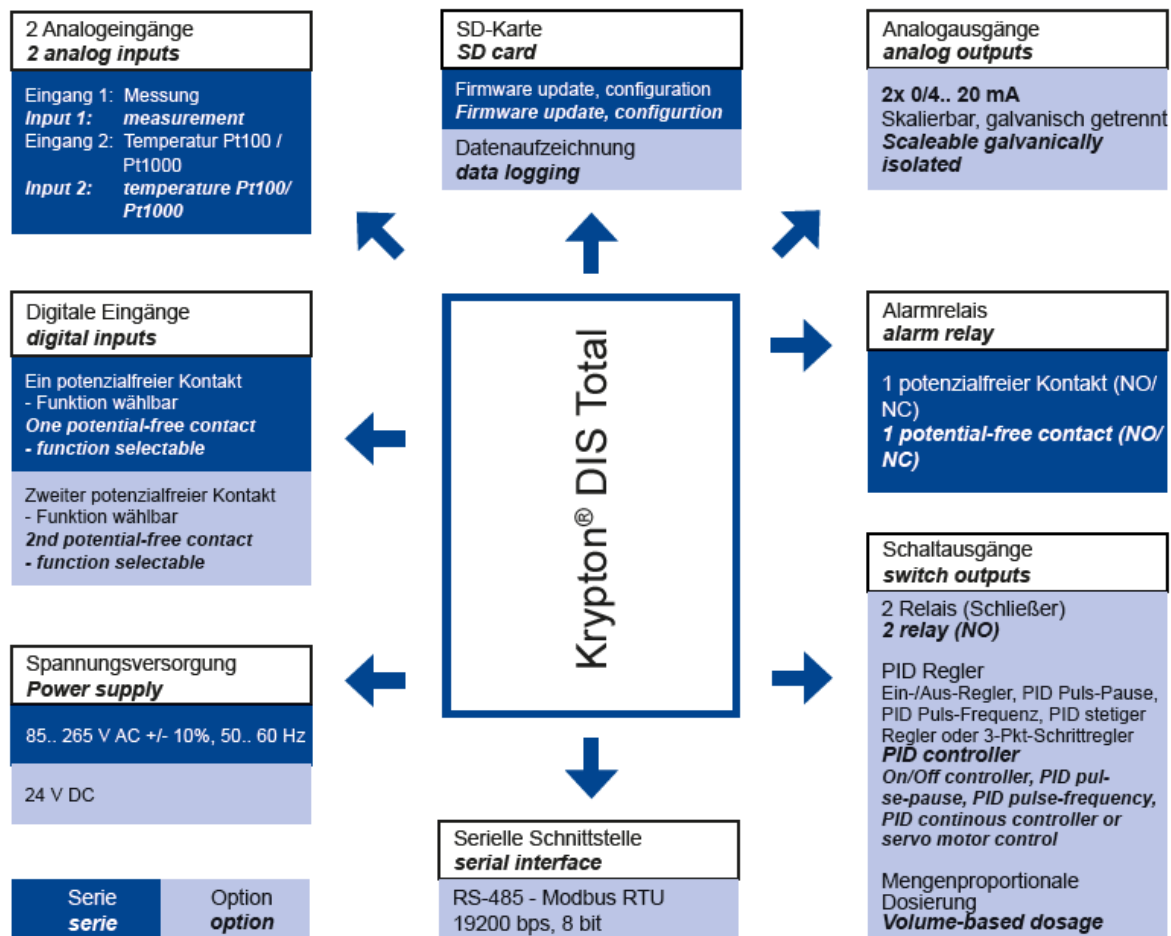 2 Analogeingänge
2 analog inputs
Eingang 1: Messung
Input 1: measurement
Eingang 2: Temperatur Pt100 /
Pt1000
Input 2: temperature Pt100/
Pt1000
SD-Karte
SD card
Firmware update, configuration
Firmware update, configurtion
Datenaufzeichnung
data logging
Analogausgänge
analog outputs
2x 0/4.. 20 mA
Skalierbar, galvanisch getrennt
Scaleable galvanically
isolated
Digitale Eingänge
digital inputs
Ein potenzialfreier Kontakt
- Funktion wählbar
One potential-free contact
- function selectable
Zweiter potenzialfreier Kontakt
- Funktion wählbar
2nd potential-free contact
- function selectable
Krypton® DIS Total
Alarmrelais
alarm relay
1 potenzialfreier Kontakt (NO/
NC)
1 potential-free contact (NO/
NC)
Spannungsversorgung
Power supply
85.. 265 V AC +/- 10%, 50.. 60 Hz
24 V DC
Schaltausgänge
switch outputs
2 Relais (Schließer)
2 relay (NO)
PID Regler
Ein-/Aus-Regler, PID Puls-Pause,
PID Puls-Frequenz, PID stetiger
Regler oder 3-Pkt-Schrittregler
PID controller
On/Off controller, PID pul-
se-pause, PID pulse-frequency,
PID continous controller or
servo motor control
Mengenproportionale
Dosierung
Volume-based dosage
Serielle Schnittstelle
serial interface
RS-485 - Modbus RTU
19200 bps, 8 bit
Serie
serie
Option
option